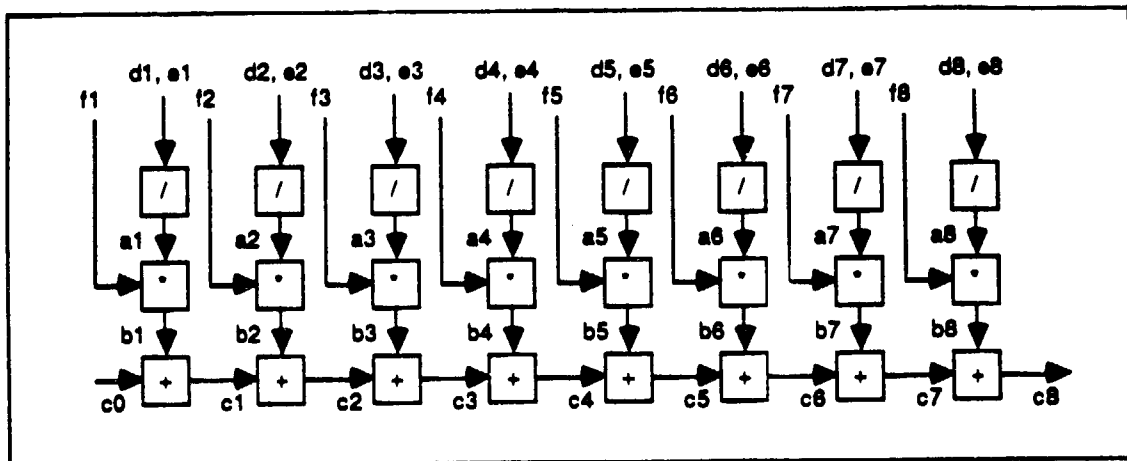 d1, e1 d2, e2 d3, e3 d4, e4 d5, e5 d6, e6 d7, e7 d8, e8
f1 f2 f3 f4 f5 f6 f7 f8
/ / / / / / / /
a1 a2 a3 a4 a5 a6 a7 a8
* * * * * * * *
b1 b2 b3 b4 b5 b6 b7 b8
+ + + + + + + +
c0 c1 c2 c3 c4 c5 c6 c7 c8